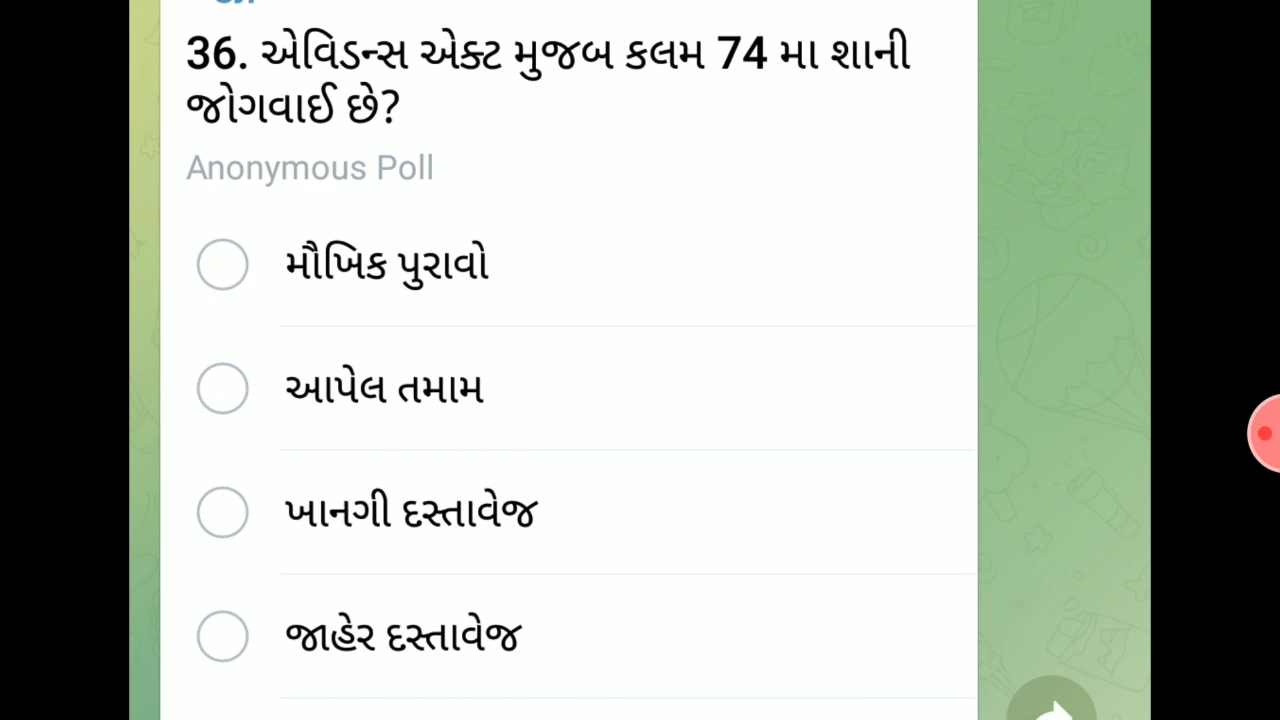 36. એવિડન્સ એક્ટ મુજબ કલમ 74 મા શાની
જોગવાઈ છે?
Anonymous Poll
મૌખિક પુરાવો
આપેલ તમામ
ખાનગી દસ્તાવેજ
જાહેર દસ્તાવેજ